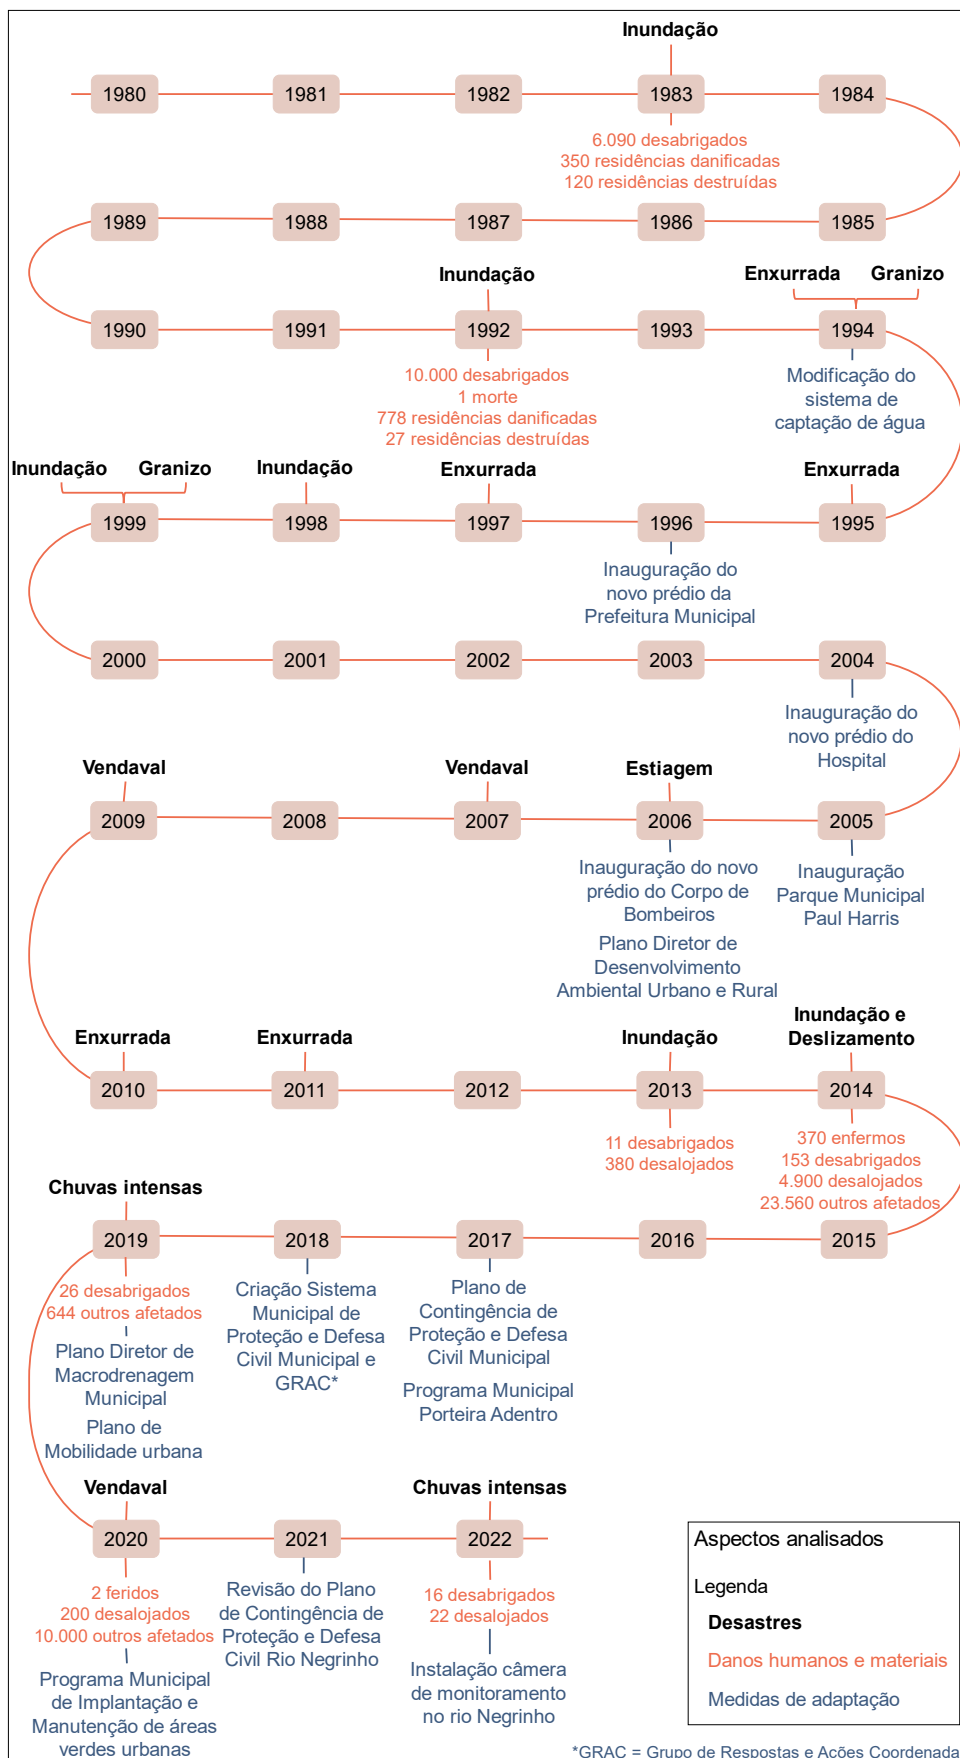 Inundação
1980
1981
1982
1983
1984
6.090 desabrigados
350 residências danificadas
120 residências destruídas
1989
1988
1987
1986
1985
Inundação
Enxurrada
Granizo
1990
1991
1992
1993
1994
10.000 desabrigados
1 morte
778 residências danificadas
27 residências destruídas
Modificação do
sistema de
captação de água
Inundação
Granizo
Inundação
Enxurrada
Enxurrada
1999
1998
1997
1996
1995
Inauguração do
novo prédio da
Prefeitura Municipal
2000
2001
2002
2003
2004
Inauguração do
novo prédio do
Hospital
Vendaval
Vendaval
Estiagem
2009
2008
2007
2006
2005
Inauguração do novo
prédio do Corpo de
Bombeiros
Plano Diretor de
Desenvolvimento
Ambiental Urbano e Rural
Inauguração
Parque Municipal
Paul Harris
Enxurrada
Enxurrada
Inundação
Inundação e
Deslizamento
2010
2011
2012
2013
2014
11 desabrigados
380 desalojados
370 enfermos
153 desabrigados
4.900 desalojados
23.560 outros afetados
Chuvas intensas
2019
2018
2017
2016
2015
26 desabrigados
644 outros afetados
Plano Diretor de
Macrodrenagem
Municipal
Plano de
Mobilidade urbana
Criação Sistema
Municipal de
Proteção e Defesa
Civil Municipal e
GRAC*
Plano de
Contingência de
Proteção e Defesa
Civil Municipal
Programa Municipal
Porteira Adentro
Vendaval
Chuvas intensas
2020
2021
2022
2 feridos
200 desalojados
10.000 outros afetados
Programa Municipal
de Implantação e
Manutenção de áreas
verdes urbanas
Revisão do Plano
de Contingência de
Proteção e Defesa
Civil Rio Negrinho
16 desabrigados
22 desalojados
Instalação câmera
de monitoramento
no rio Negrinho
Aspectos analisados
Legenda
Desastres
Danos humanos e materiais
Medidas de adaptação
*GRAC = Grupo de Respostas e Ações Coordenada